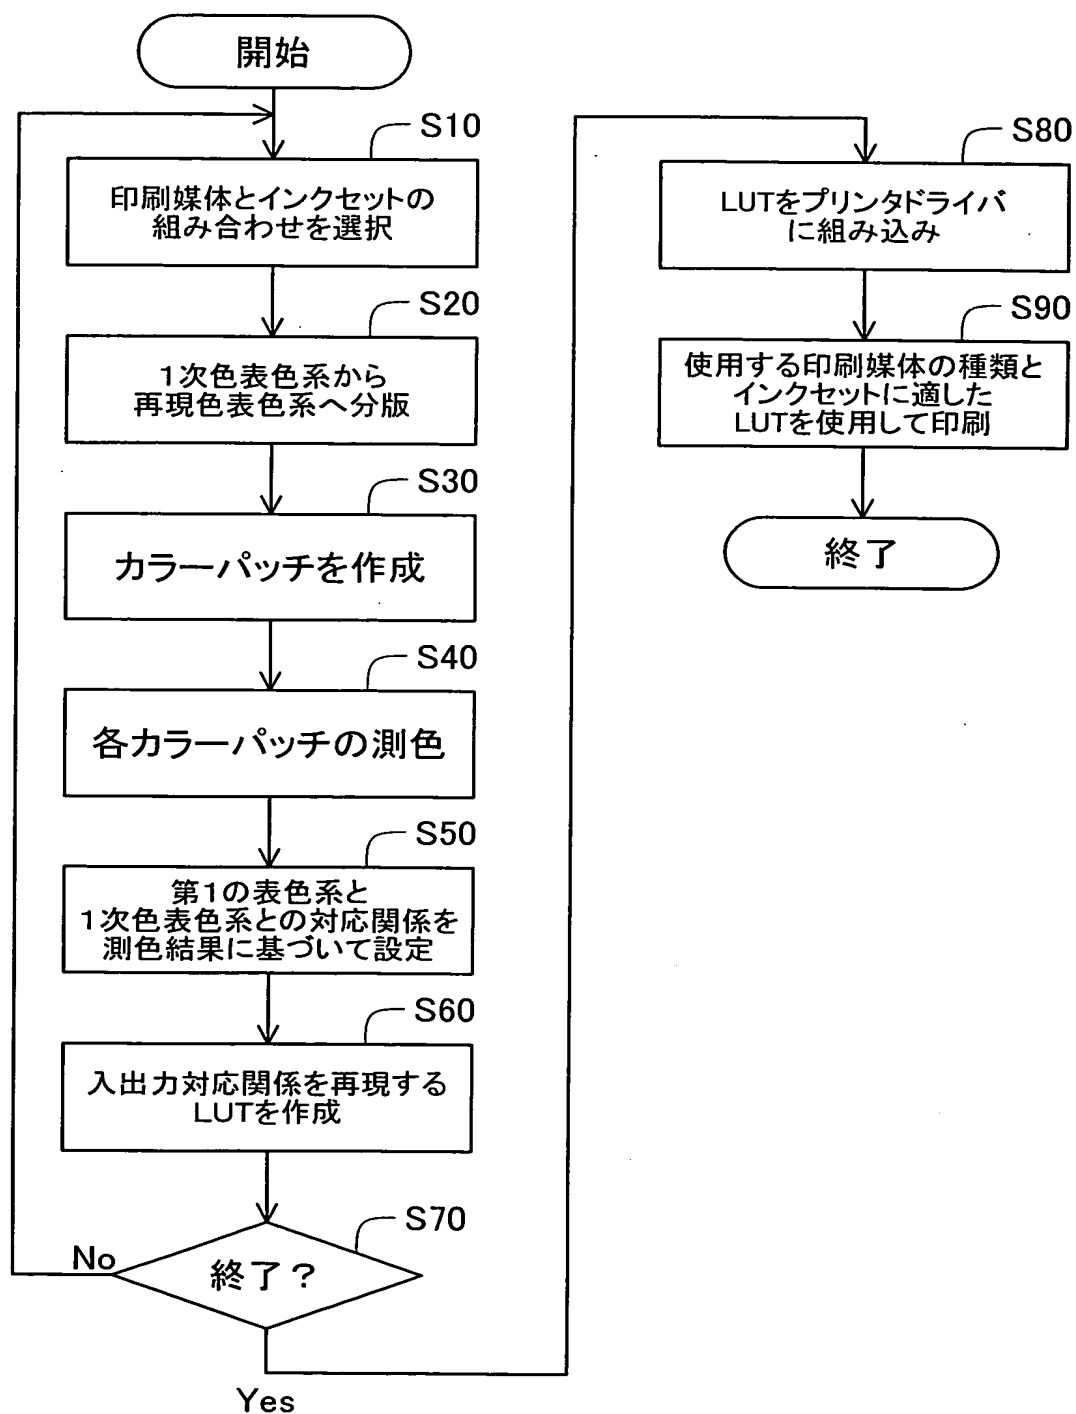 開始
S10
印刷媒体とインクセットの
組み合わせを選択
S20
1次色表色系から
再現色表色系へ分版
S30
カラーパッチを作成
S40
各カラーパッチの測色
S50
第1の表色系と
1次色表色系との対応関係を
測色結果に基づいて設定
S60
入出力対応関係を再現する
LUTを作成
S70
終了？
No
Yes
S80
LUTをプリンタドライバ
に組み込み
S90
使用する印刷媒体の種類と
インクセットに適した
LUTを使用して印刷
終了